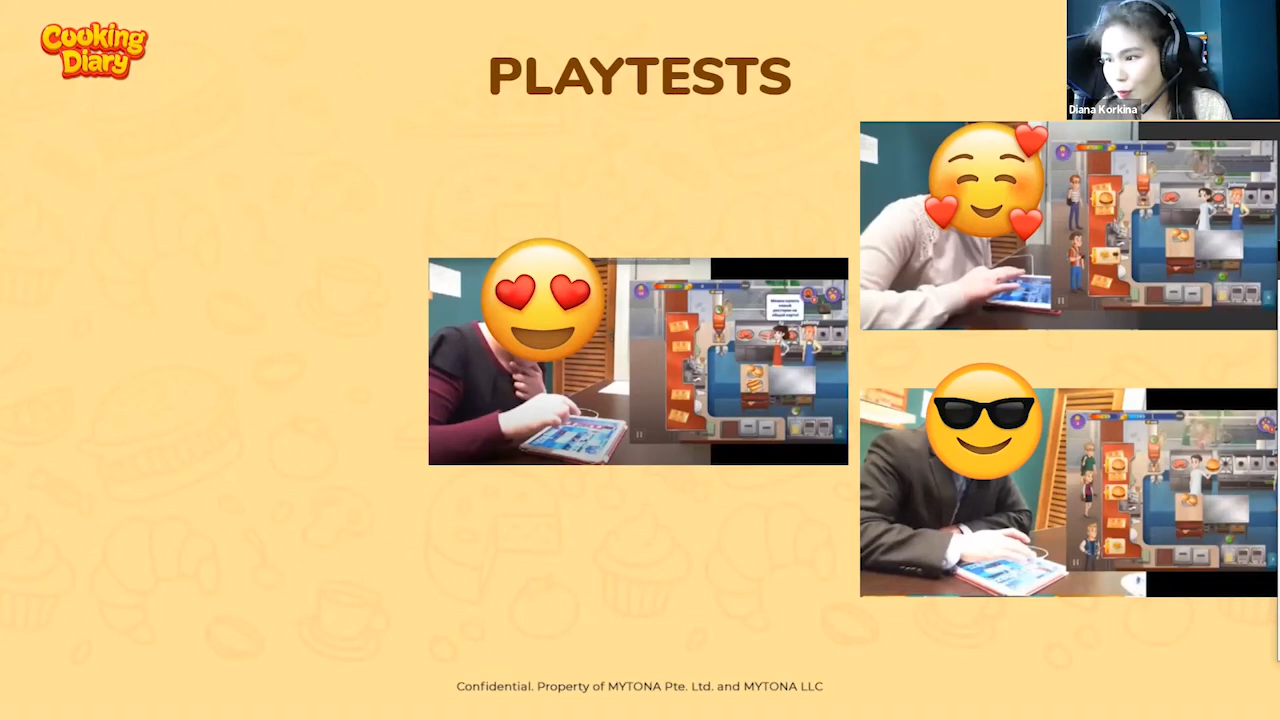 Cooking
Diary
PLAYTESTS
Diana Korkina
Confidential. Property of MYTONA Pte. Ltd. and MYTONA LLC